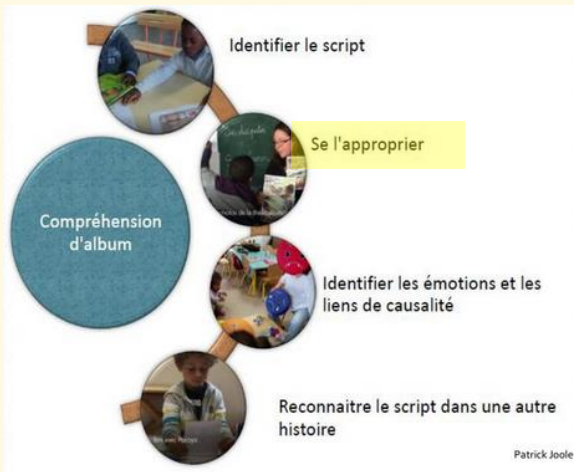 Identifier le script
Se l'approprier
Compréhension
d'album
Identifier les émotions et les
liens de causalité
Reconnaitre le script dans une autre
histoire
Patrick Joole